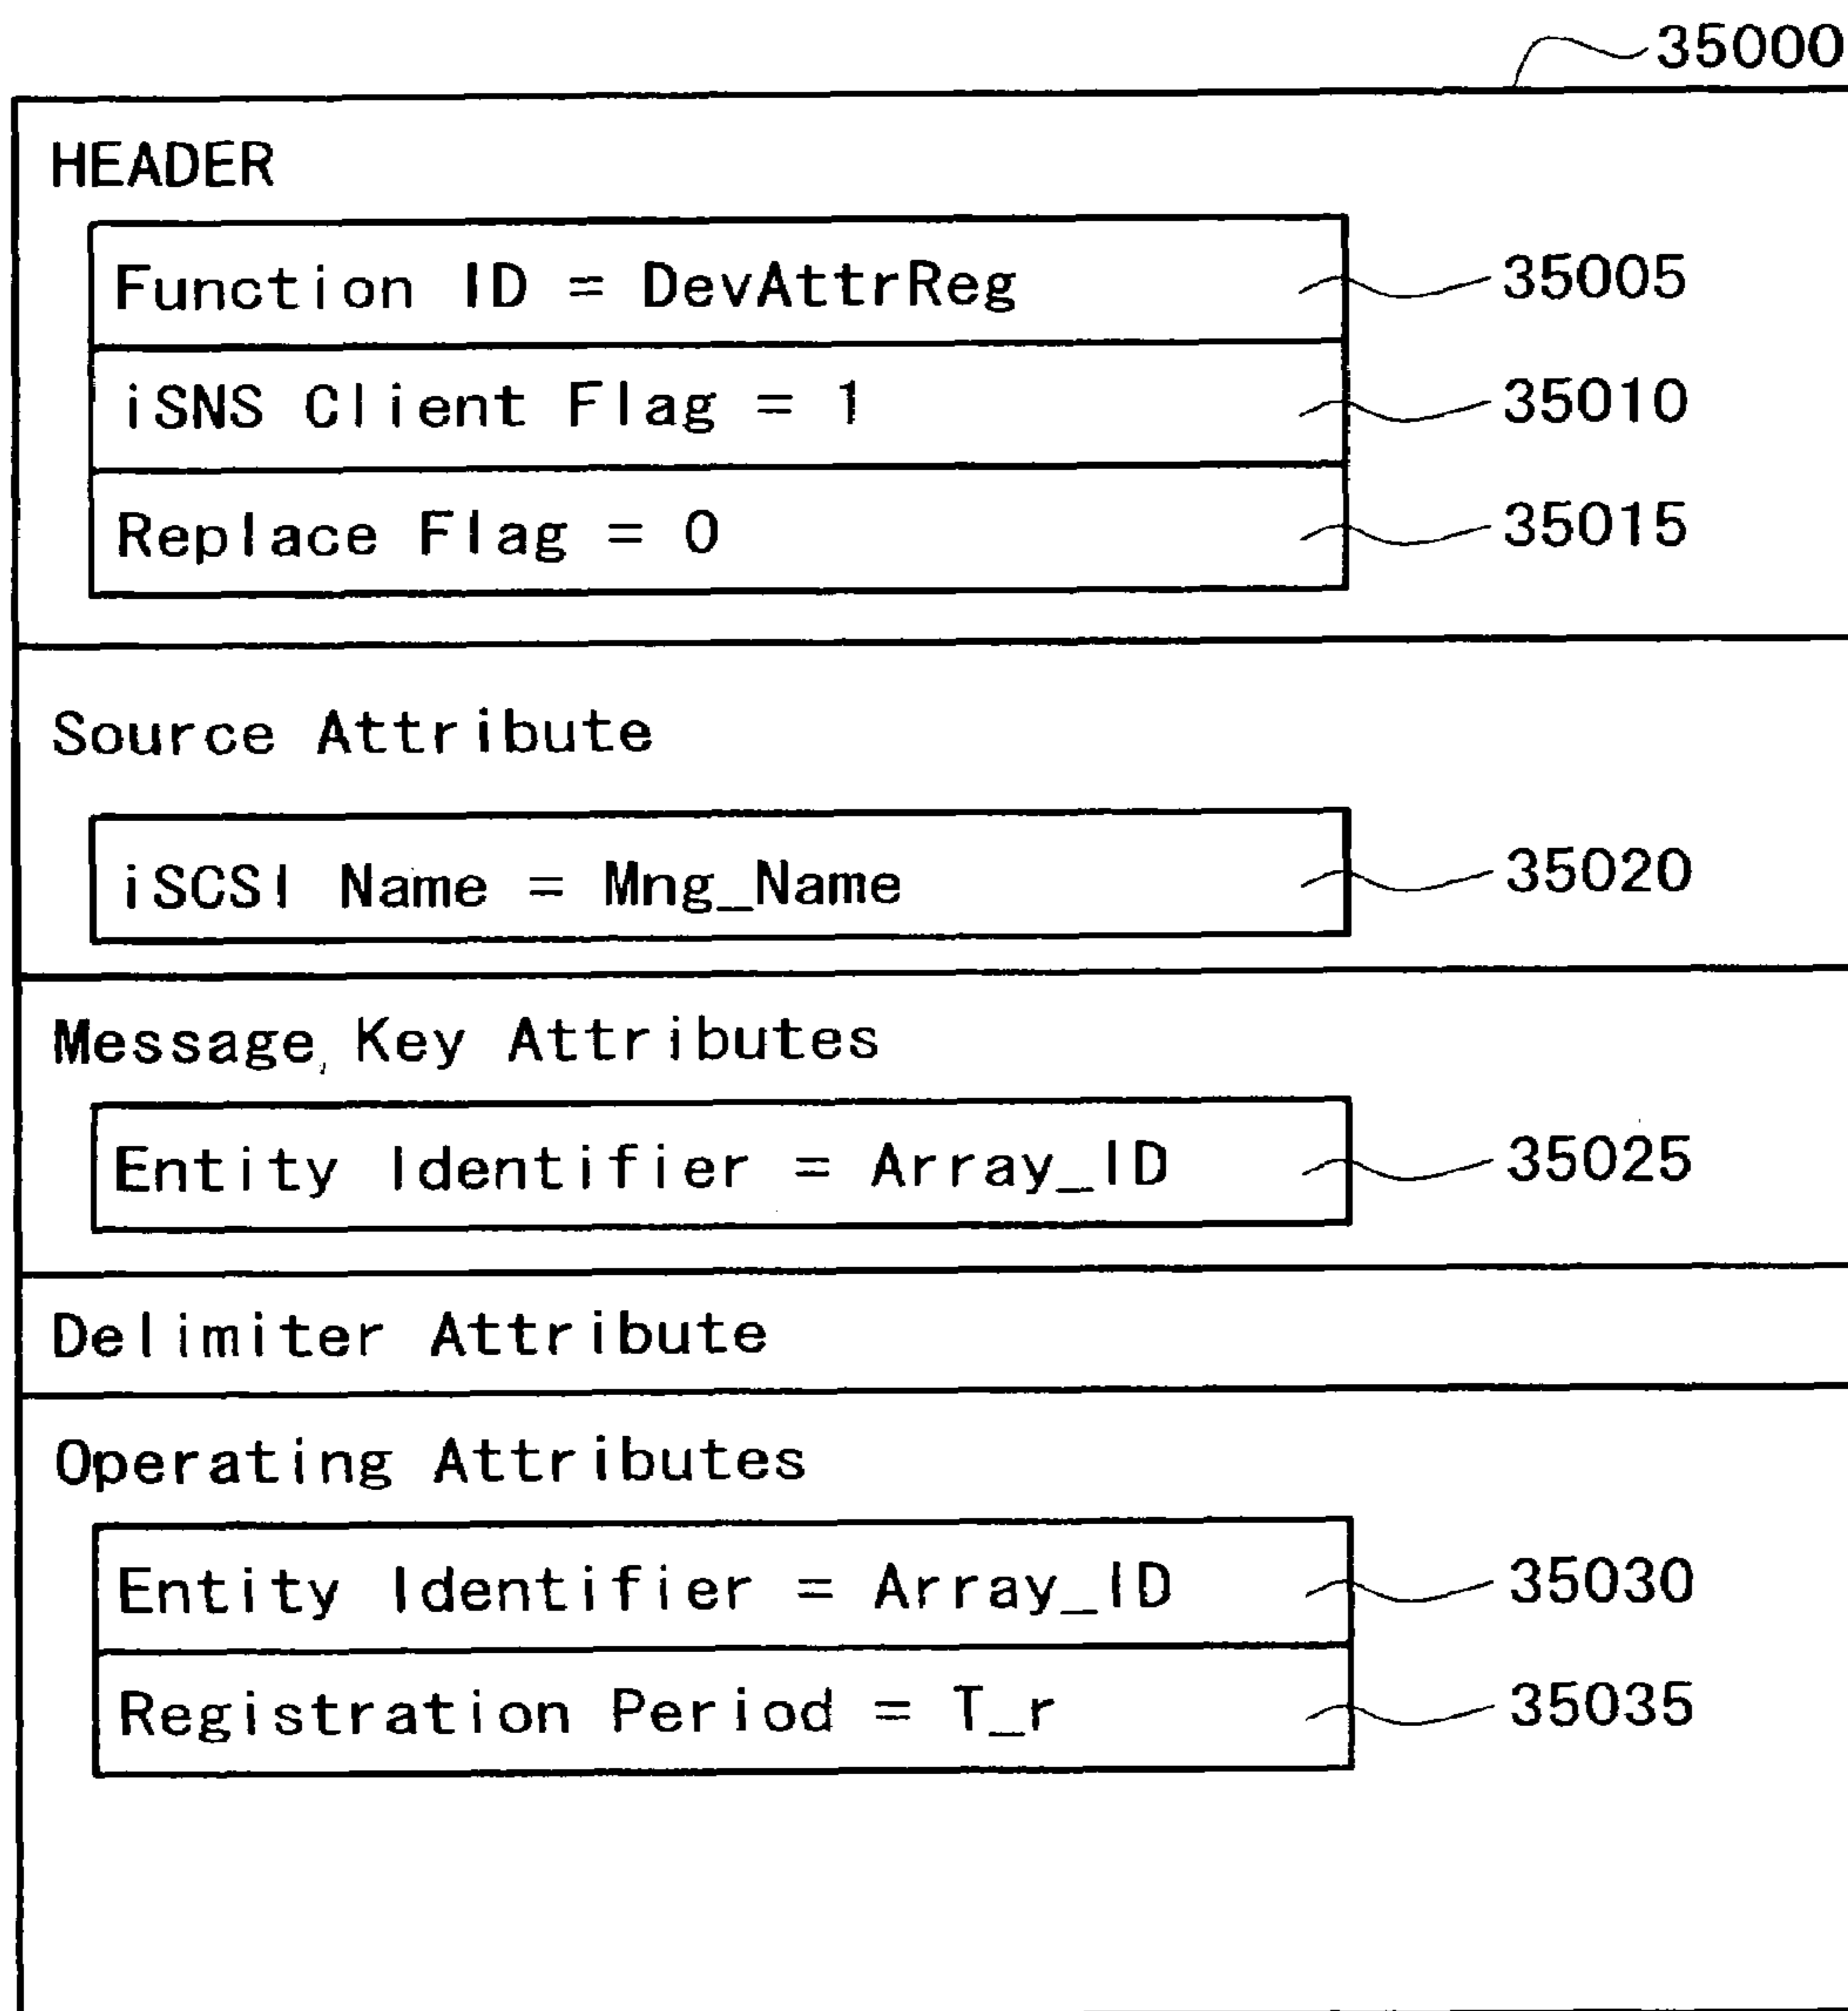 35000
HEADER
Function ID = DevAttrReg 35005
iSNS Client Flag = 1 35010
Replace Flag = 0 35015
Source Attribute
iSCSI Name = Mng_Name 35020
Message Key Attributes
Entity Identifier = Array_ID 35025
Delimiter Attribute
Operating Attributes
Entity Identifier = Array_ID 35030
Registration Period = T_r 35035